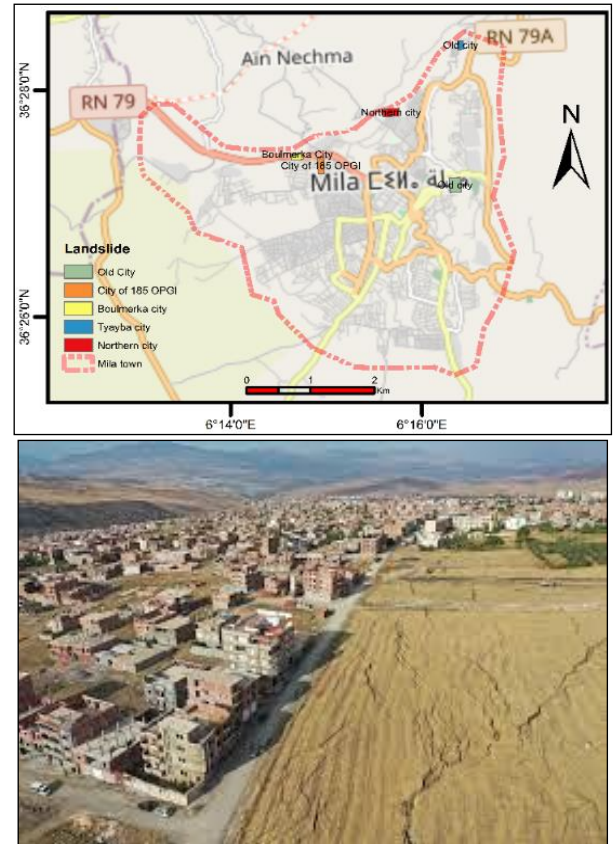 Old city
RN 79A
Aïn Nechma
36°28'0"N
RN 79
Northern city
N
Boulmerka City
City of 185 OPGI
Mila ⵎⵉⵍⴰ ميلة
Old city
Landslide
Old City
City of 185 OPGI
Boulmerka city
Tyayba city
Northern city
Mila town
36°26'0"N
0 1 2
Km
6°14'0"E 6°16'0"E